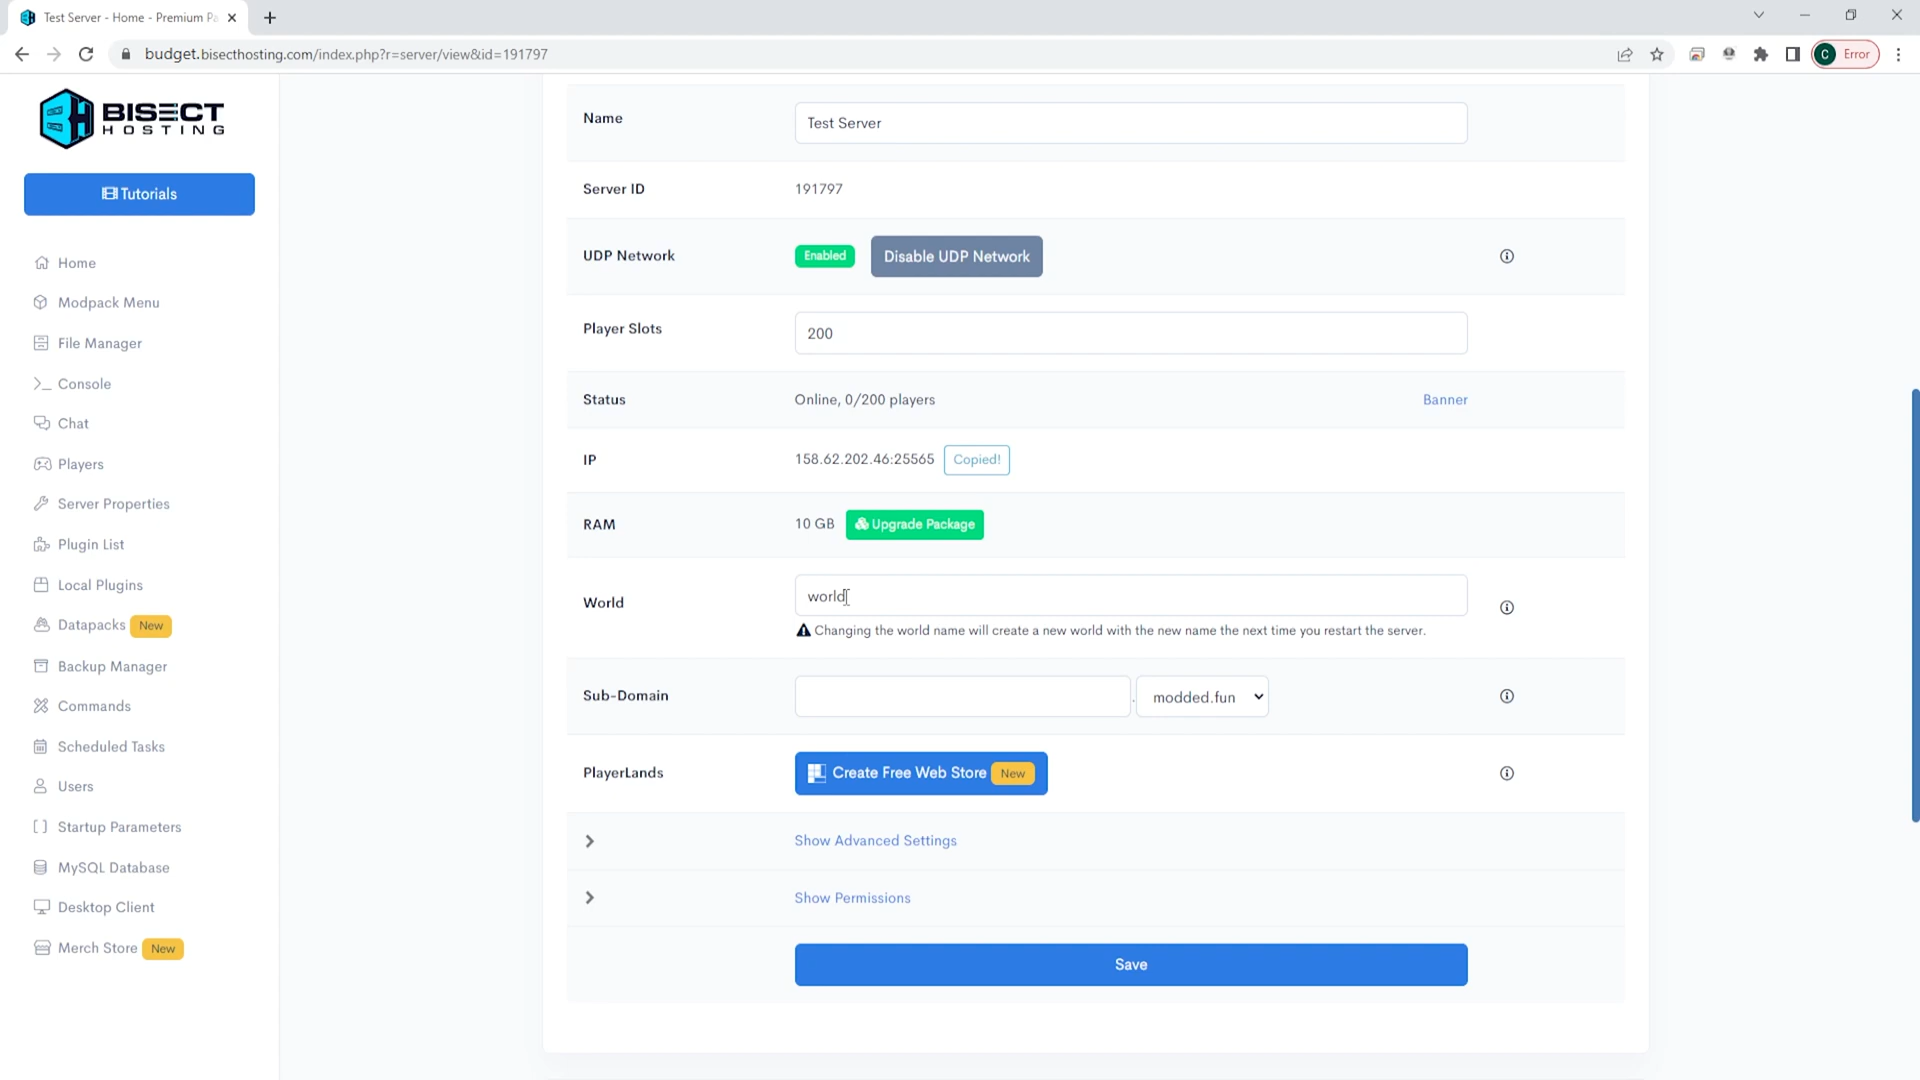 Test Server - Home - Premium Pa
budget.bisecthosting.com/index.php?r=server/view&id=191797
C Error
BISECT
HOSTING
Tutorials
Home
Modpack Menu
File Manager
Console
Chat
Players
Server Properties
Plugin List
Local Plugins
Datapacks New
Backup Manager
Commands
Scheduled Tasks
Users
Startup Parameters
MySQL Database
Desktop Client
Merch Store New
Name Test Server
Server ID 191797
UDP Network Enabled Disable UDP Network
Player Slots 200
Status Online, 0/200 players Banner
IP 158.62.202.46:25565 Copied!
RAM 10 GB Upgrade Package
World world
Changing the world name will create a new world with the new name the next time you restart the server.
Sub-Domain . modded.fun
PlayerLands Create Free Web Store New
Show Advanced Settings
Show Permissions
Save